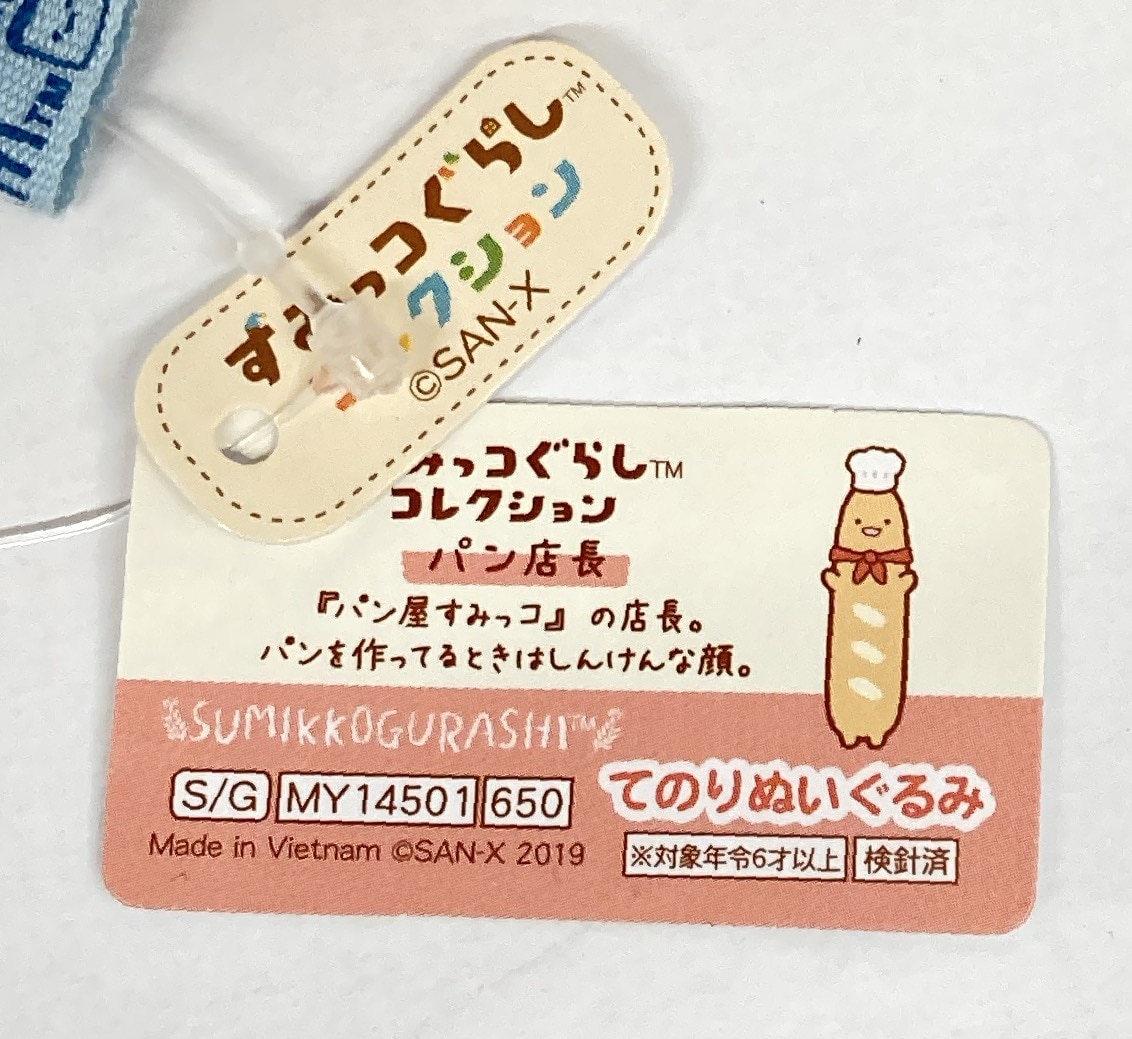 すみっコぐらし™
クション
©SAN-X
みっコぐらし™
コレクション
パン店長
『パン屋すみっコ』の店長。
パンを作ってるときはしんけんな顔。
SUMIKKOGURASHI™
S/G MY14501 650
てのりぬいぐるみ
Made in Vietnam ©SAN-X 2019
※対象年令6才以上 検針済
TM